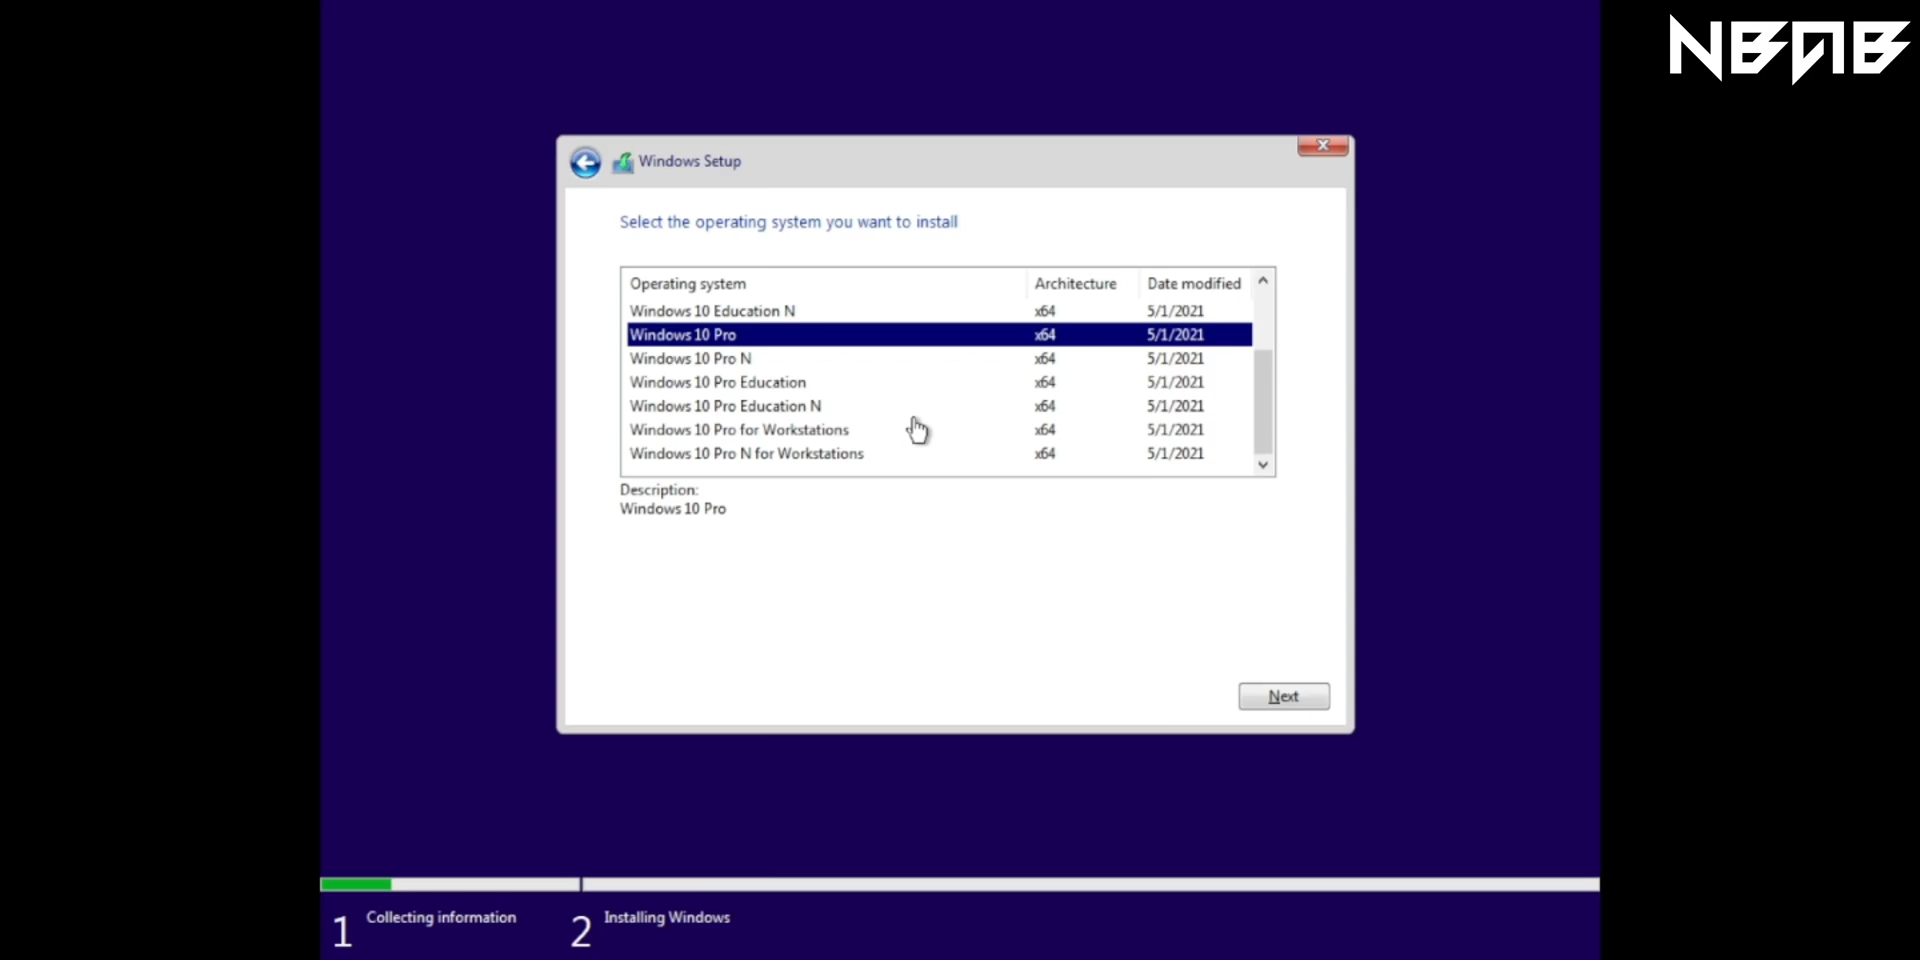 NBAB
Windows Setup
Select the operating system you want to install
Operating system Architecture Date modified
Windows 10 Education N x64 5/1/2021
Windows 10 Pro x64 5/1/2021
Windows 10 Pro N x64 5/1/2021
Windows 10 Pro Education x64 5/1/2021
Windows 10 Pro Education N x64 5/1/2021
Windows 10 Pro for Workstations x64 5/1/2021
Windows 10 Pro N for Workstations x64 5/1/2021
Description:
Windows 10 Pro
Next
1 Collecting information 2 Installing Windows